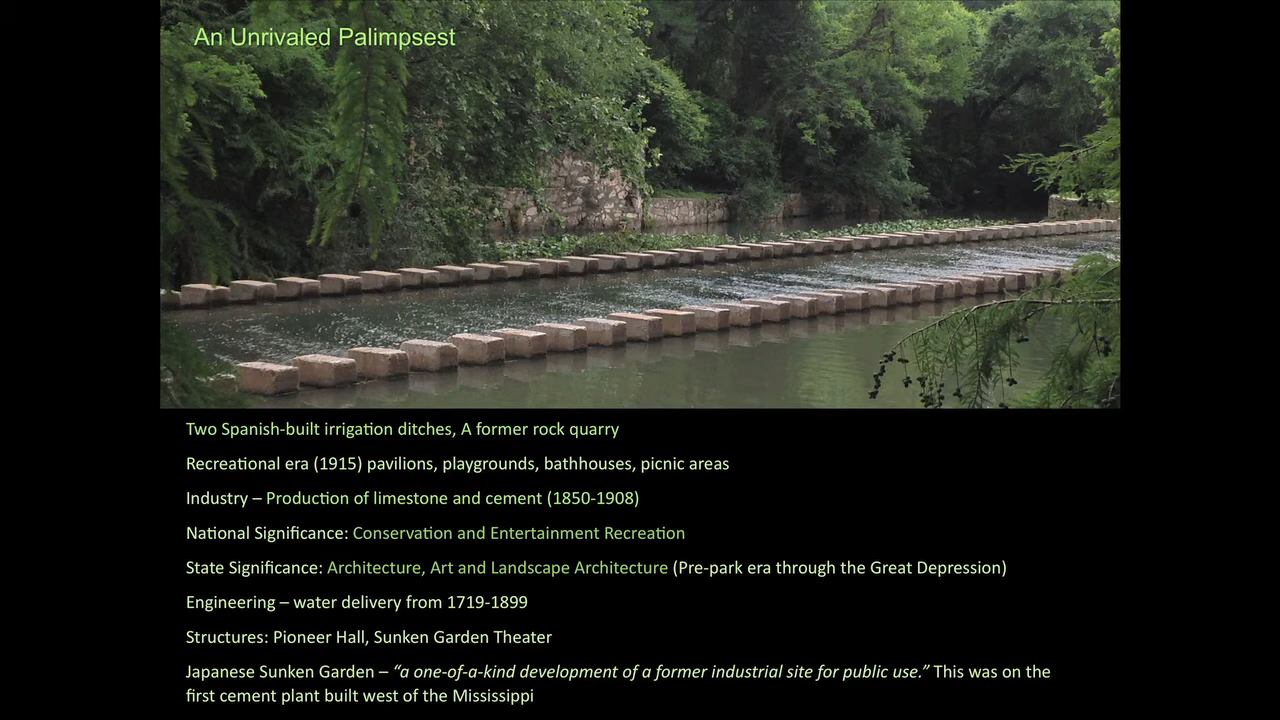 An Unrivaled Palimpsest
Two Spanish-built irrigation ditches, A former rock quarry
Recreational era (1915) pavilions, playgrounds, bathhouses, picnic areas
Industry – Production of limestone and cement (1850-1908)
National Significance: Conservation and Entertainment Recreation
State Significance: Architecture, Art and Landscape Architecture (Pre-park era through the Great Depression)
Engineering – water delivery from 1719-1899
Structures: Pioneer Hall, Sunken Garden Theater
Japanese Sunken Garden – “a one-of-a-kind development of a former industrial site for public use.” This was on the
first cement plant built west of the Mississippi